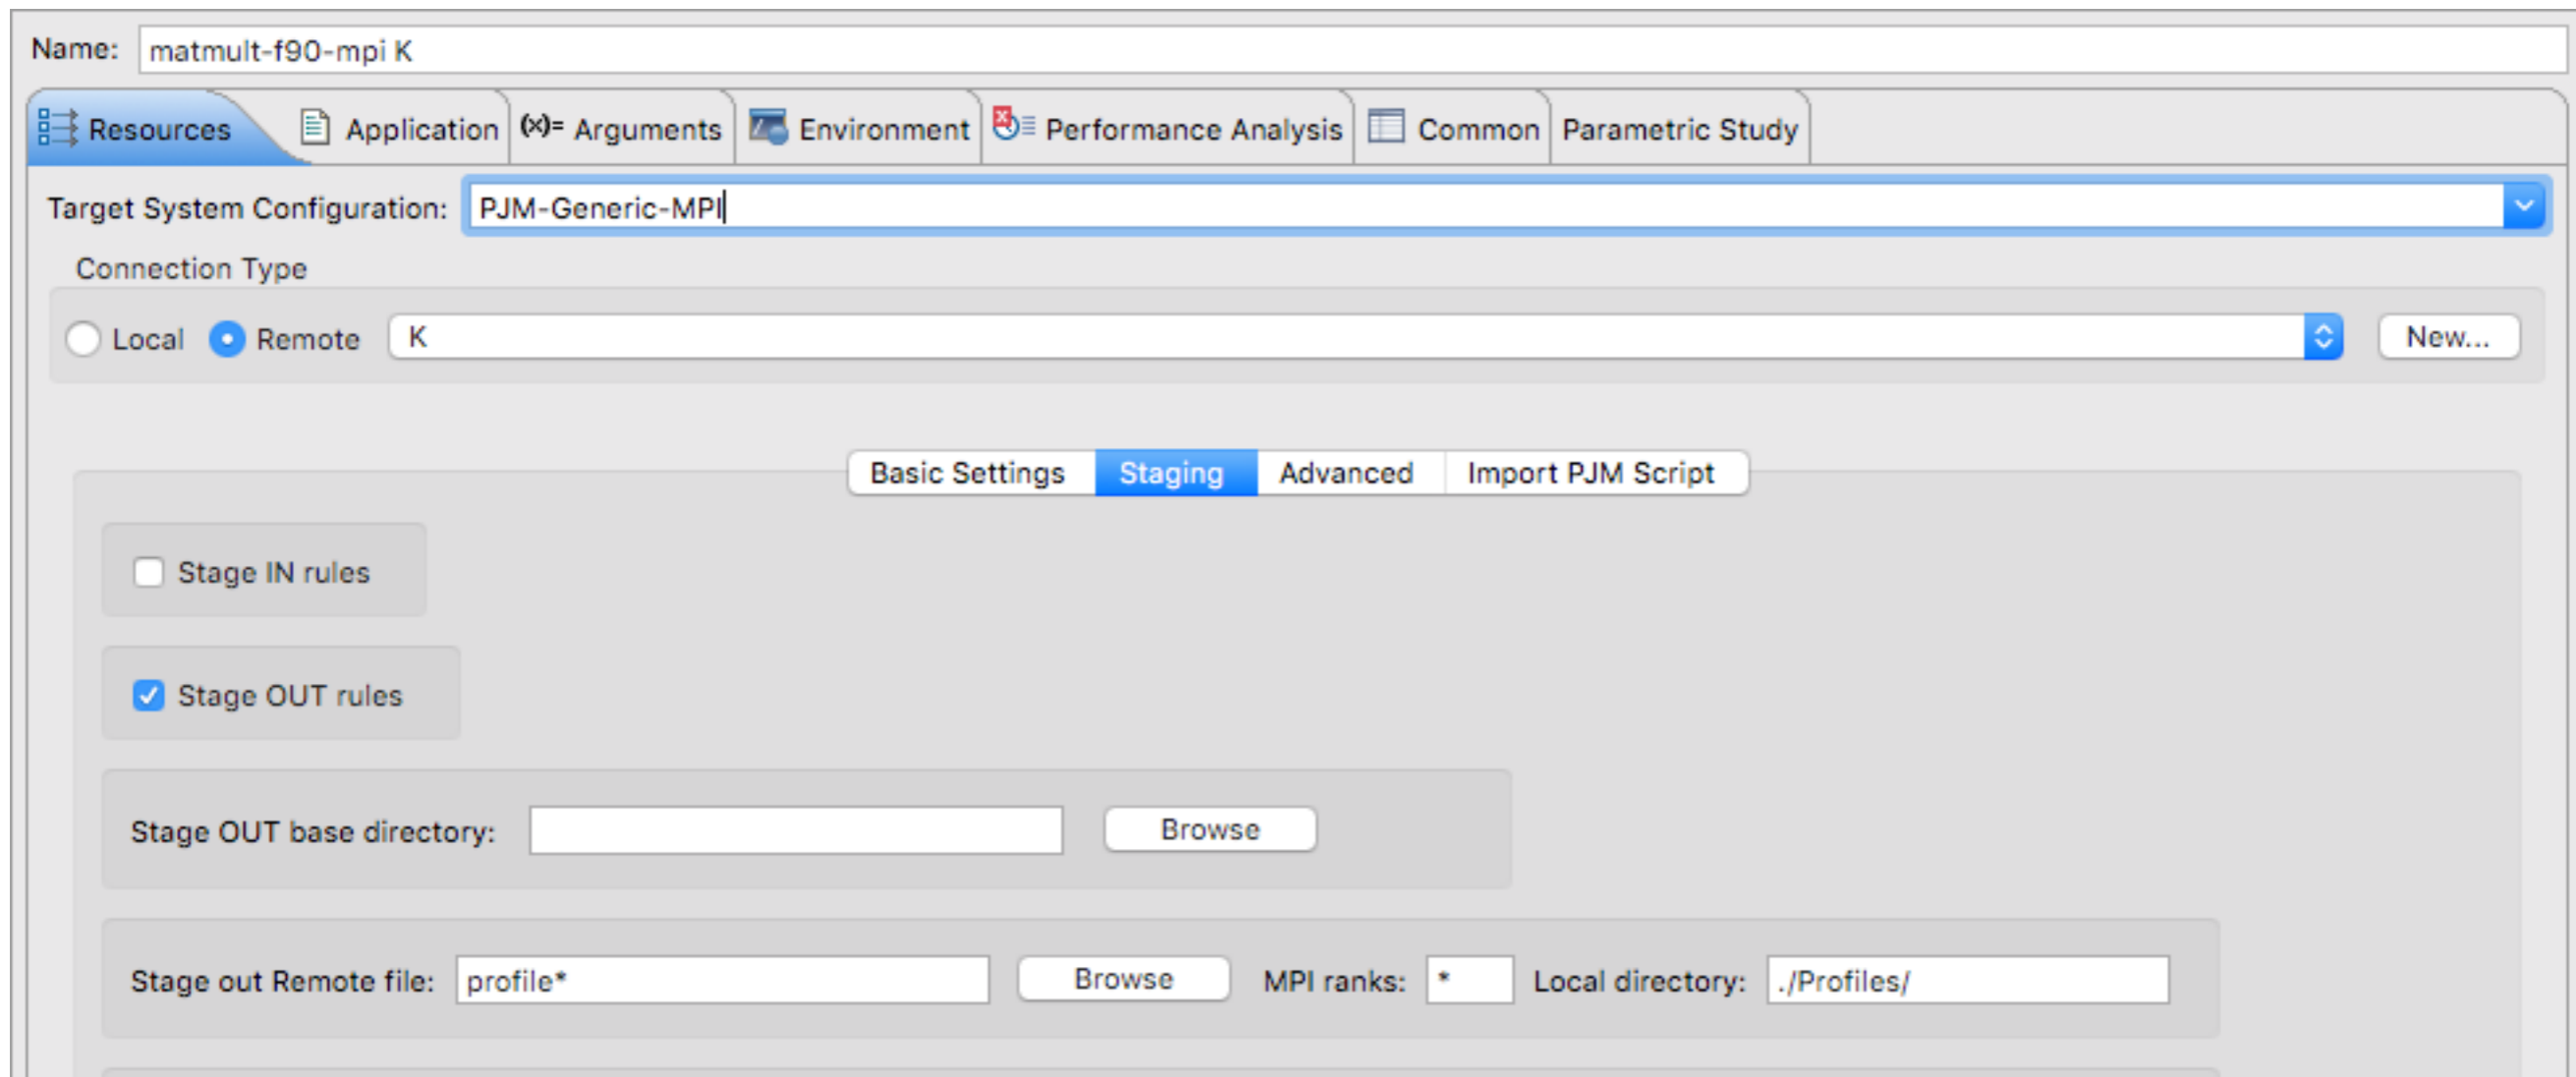 Name: matmult-f90-mpi K
Resources Application (x)= Arguments Environment Performance Analysis Common Parametric Study
Target System Configuration: PJM-Generic-MPI
Connection Type
Local Remote K New...
Basic Settings Staging Advanced Import PJM Script
Stage IN rules
Stage OUT rules
Stage OUT base directory: Browse
Stage out Remote file: profile* Browse MPI ranks: * Local directory: ./Profiles/